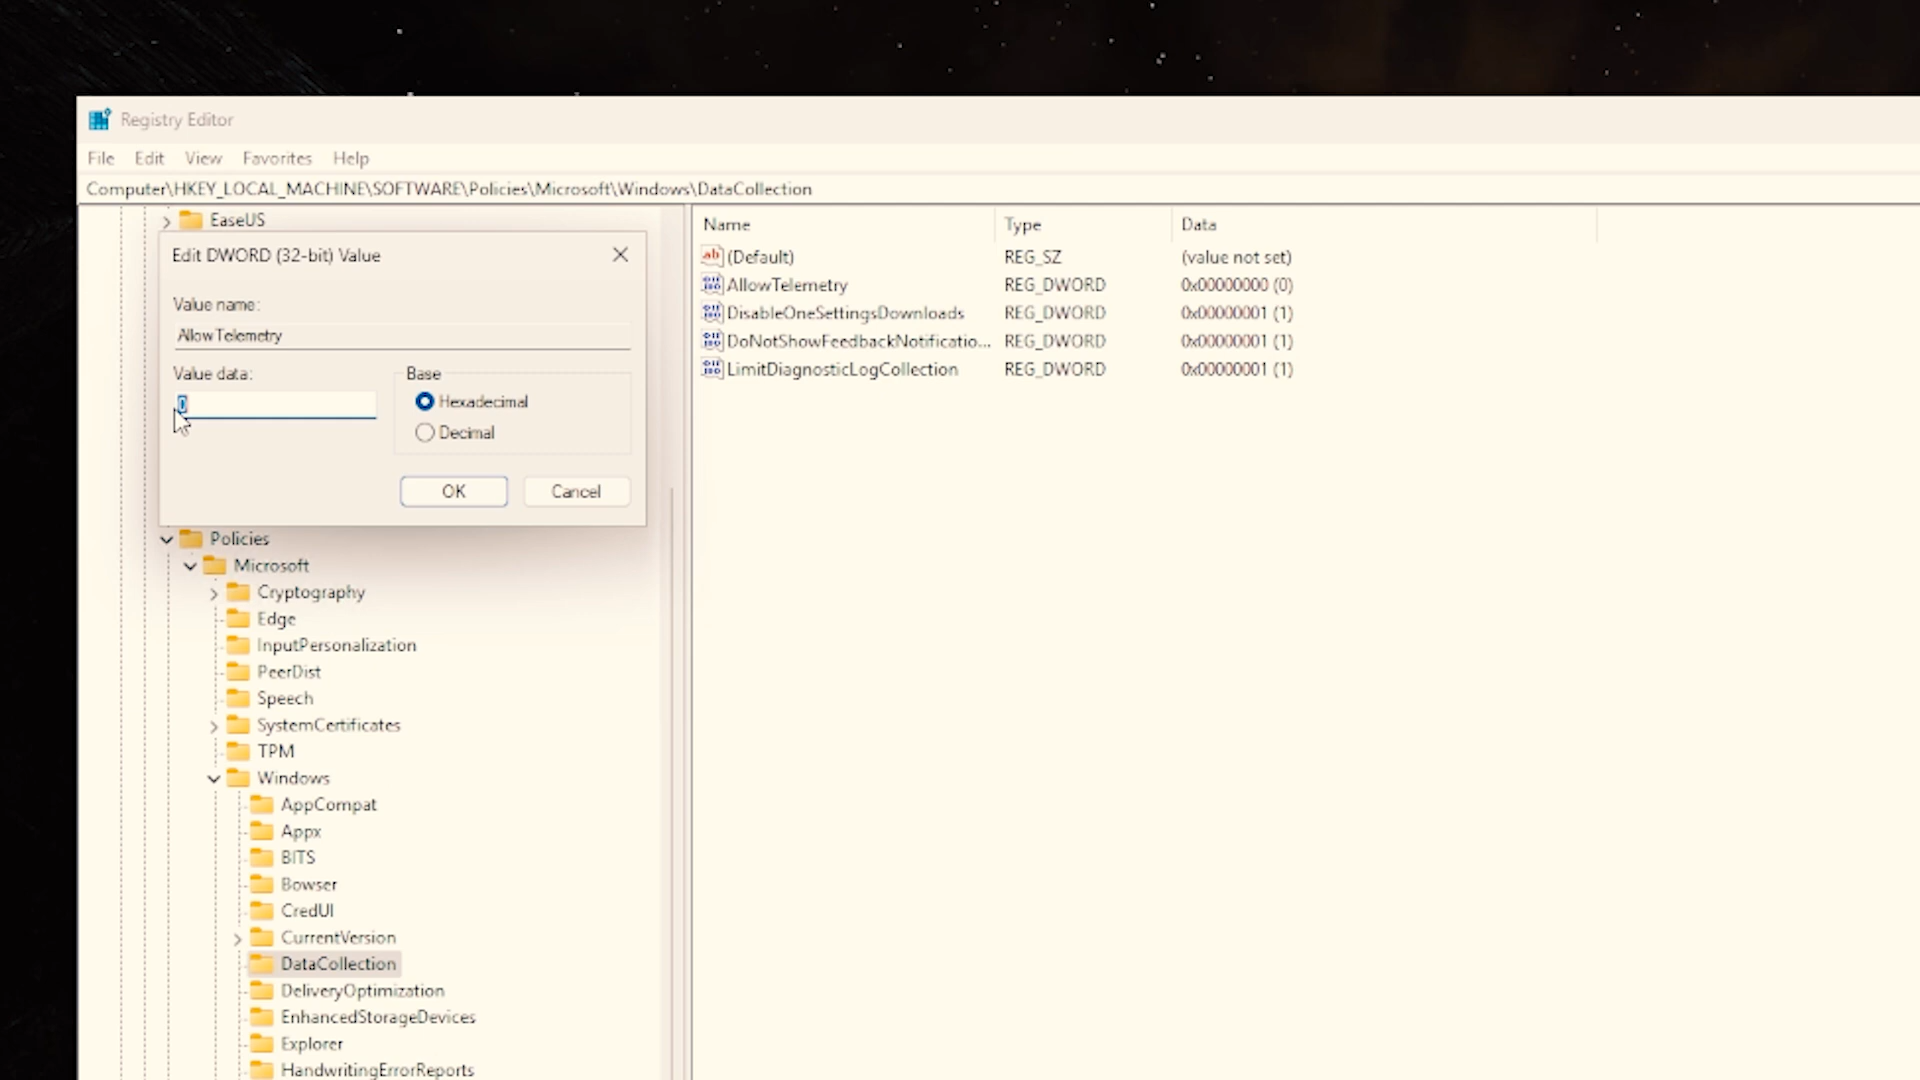 Registry Editor
File Edit View Favorites Help
Computer\HKEY_LOCAL_MACHINE\SOFTWARE\Policies\Microsoft\Windows\DataCollection
EaseUS
Edit DWORD (32-bit) Value
Value name:
AllowTelemetry
Value data:
0
Base
Hexadecimal
Decimal
OK Cancel
Policies
Microsoft
Cryptography
Edge
InputPersonalization
PeerDist
Speech
SystemCertificates
TPM
Windows
AppCompat
Appx
BITS
Bowser
CredUI
CurrentVersion
DataCollection
DeliveryOptimization
EnhancedStorageDevices
Explorer
HandwritingErrorReports
Name Type Data
(Default) REG_SZ (value not set)
AllowTelemetry REG_DWORD 0x00000000 (0)
DisableOneSettingsDownloads REG_DWORD 0x00000001 (1)
DoNotShowFeedbackNotificatio... REG_DWORD 0x00000001 (1)
LimitDiagnosticLogCollection REG_DWORD 0x00000001 (1)